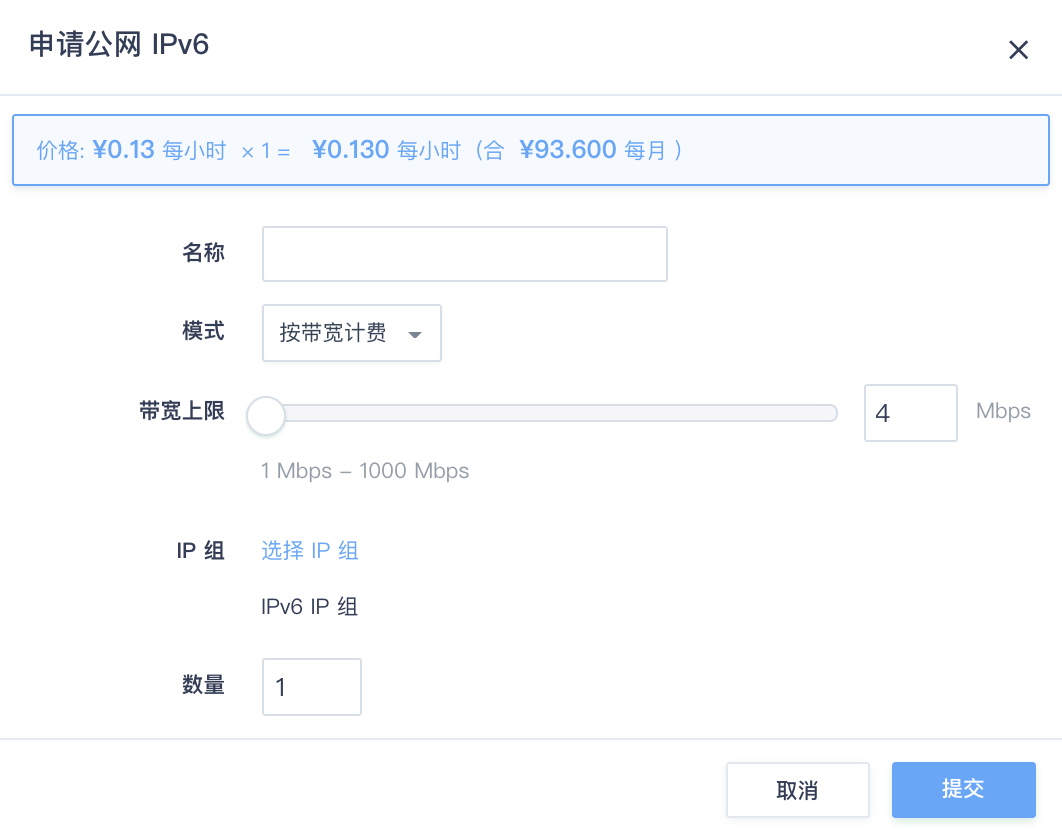 申请公网 IPv6
价格: ¥0.13 每小时 × 1 = ¥0.130 每小时（合 ¥93.600 每月 ）
名称
模式 按带宽计费
带宽上限 4 Mbps
1 Mbps – 1000 Mbps
IP 组 选择 IP 组
IPv6 IP 组
数量 1
取消 提交